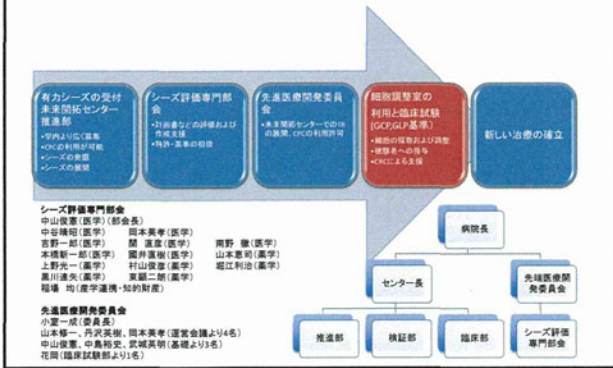 有力シーズの受付
未来開拓センター
推進部
•学内より広く募集
•CPCの利用が可能
•シーズの発掘
•シーズの展開
シーズ評価専門部
会
•計画書などの評価および
作成支援
•特許・薬事の相談
先進医療開発委員
会
•未来開拓センターでのTR
の展開、CPCの利用許可
細胞調整室の
利用と臨床試験
(GCP,GLP基準)
•細胞の採取および調整
•被験者への投与
•CRCによる支援
新しい治療の確立
シーズ評価専門部会
中山俊憲(医学)(部会長)
中谷晴昭(医学) 岡本美孝(医学)
吉野一郎(医学) 関 直彦(医学) 南野 徹(医学)
本橋新一郎(医学) 國井直樹(医学) 山本恵司(薬学)
上野光一(薬学) 村山俊彦(薬学) 堀江利治(薬学)
黒川達夫(薬学) 東顕二朗(薬学)
稲場 均(産学連携・知的財産)
先進医療開発委員会
小室一成(委員長)
山本修一、丹沢英樹、岡本美孝(運営会議より4名)
中山俊憲、中島裕史、武城英明(基礎より3名)
花岡(臨床試験部より1名)
病院長
センター長
先端医療開
発委員会
推進部
検証部
臨床部
シーズ評価
専門部会